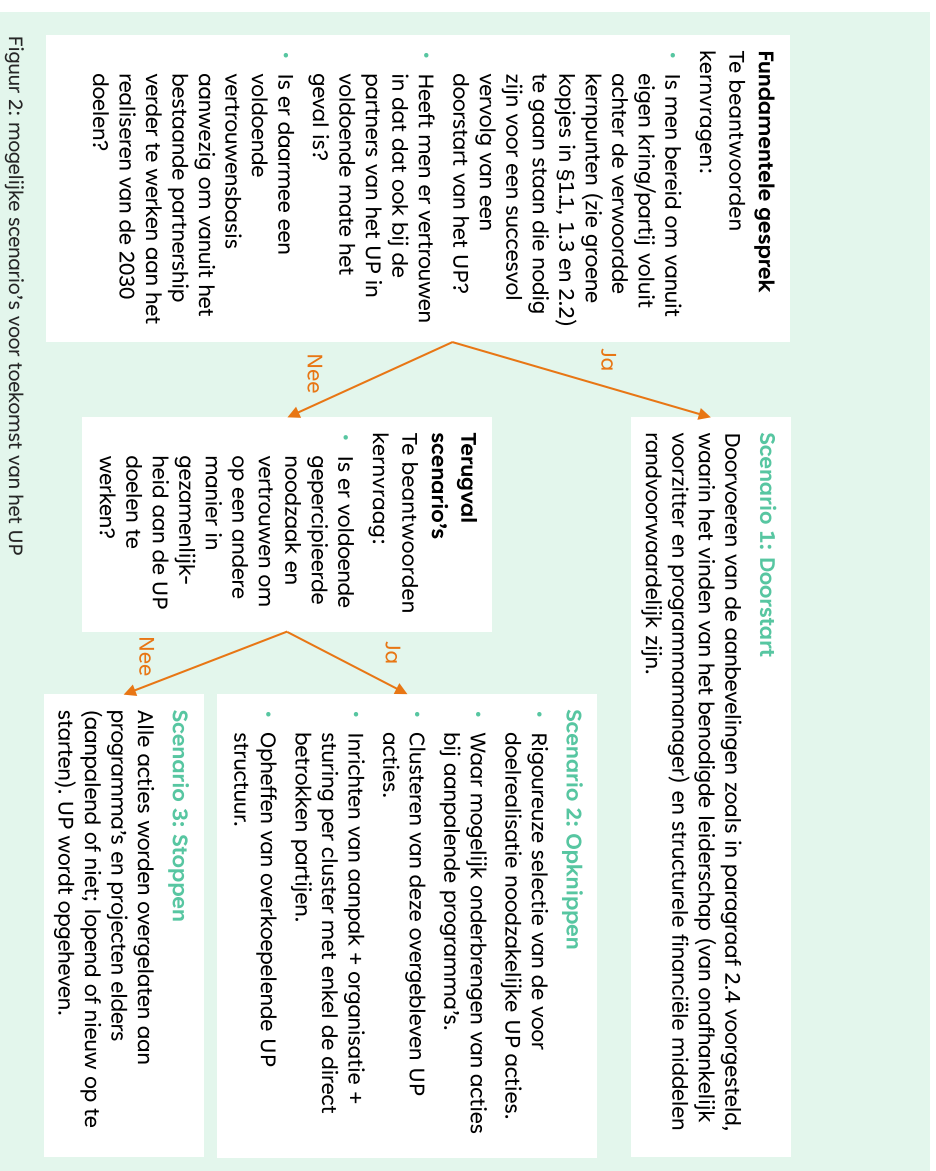 Fundamentele gesprek
Te beantwoorden
kernvragen:
• Is men bereid om vanuit
eigen kring/partij voluit
achter de verwoordde
kernpunten (zie groene
kopjes in §1.1, 1.3 en 2.2)
te gaan staan die nodig
zijn voor een succesvol
vervolg van een
doorstart van het UP?
• Heeft men er vertrouwen
in dat dat ook bij de
partners van het UP in
voldoende mate het
geval is?
• Is er daarmee een
voldoende
vertrouwensbasis
aanwezig om vanuit het
bestaande partnership
verder te werken aan het
realiseren van de 2030
doelen?
Ja
Nee
Scenario 1: Doorstart
Doorvoeren van de aanbevelingen zoals in paragraaf 2.4 voorgesteld,
waarin het vinden van het benodigde leiderschap (van onafhankelijk
voorzitter en programmamanager) en structurele financiële middelen
randvoorwaardelijk zijn.
Terugval
scenario’s
Te beantwoorden
kernvraag:
• Is er voldoende
gepercipieerde
noodzaak en
vertrouwen om
op een andere
manier in
gezamenlijk-
heid aan de UP
doelen te
werken?
Ja
Nee
Scenario 2: Opknippen
• Rigoureuze selectie van de voor
doelrealisatie noodzakelijke UP acties.
• Waar mogelijk onderbrengen van acties
bij aanpalende programma’s.
• Clusteren van deze overgebleven UP
acties.
• Inrichten van aanpak + organisatie +
sturing per cluster met enkel de direct
betrokken partijen.
• Opheffen van overkoepelende UP
structuur.
Scenario 3: Stoppen
Alle acties worden overgelaten aan
programma’s en projecten elders
(aanpalend of niet; lopend of nieuw op te
starten). UP wordt opgeheven.
Figuur 2: mogelijke scenario’s voor toekomst van het UP